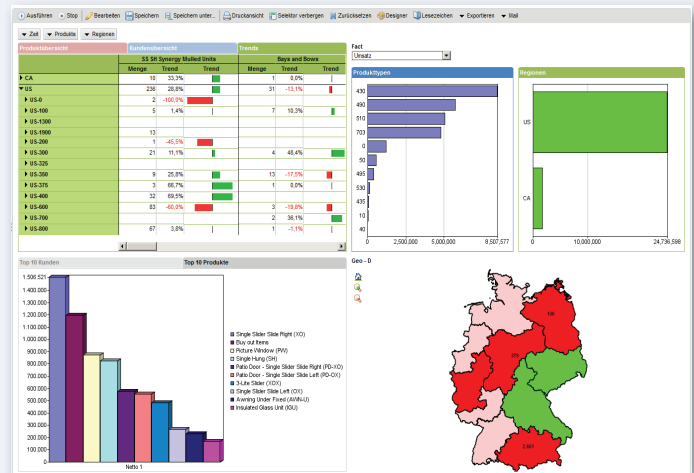 Ausführen Stop Bearbeiten Speichern Speichern unter... Druckansicht Selektor verbergen Zurücksetzen Designer Lesezeichen Exportieren Mail
Zeit Produkte Regionen
Produktübersicht Kundenübersicht Trends
SS SH Synergy Mulled Units Bays and Bows
Menge Trend Trend Menge Trend Trend
CA 10 33,3% 1 0,0%
US 236 28,8% 31 -13,1%
US-0 2 -100,0%
US-100 5 1,4% 7 10,3%
US-1300
US-1900 13
US-200 1 -45,5%
US-300 21 11,1% 4 48,4%
US-325
US-350 9 25,8% 13 -17,5%
US-375 3 66,7% 1 0,0%
US-400 32 69,5%
US-600 83 -60,0% 3 -19,8%
US-700 2 36,1%
US-800 67 3,8% 1 -1,1%
Fact
Umsatz
Produkttypen
430
490
510
703
0
50
495
530
435
10
40
0 2,500,000 5,000,000 8,507,577
Regionen
US
CA
0 10,000,000 24,736,598
Top 10 Kunden Top 10 Produkte
1.506.521
1.400.000
1.300.000
1.200.000
1.100.000
1.000.000
900.000
800.000
700.000
600.000
500.000
400.000
300.000
200.000
100.000
0
Netto 1
Single Slider Slide Right (XO)
Buy out Items
Picture Window (PW)
Single Hung (SH)
Patio Door - Single Slider Slide Right (PD-XO)
Patio Door - Single Slider Slide Left (PD-OX)
3-Lite Slider (XOX)
Single Slider Slide Left (OX)
Awning Under Fixed (AWN-U)
Insulated Glass Unit (IGU)
Geo - D